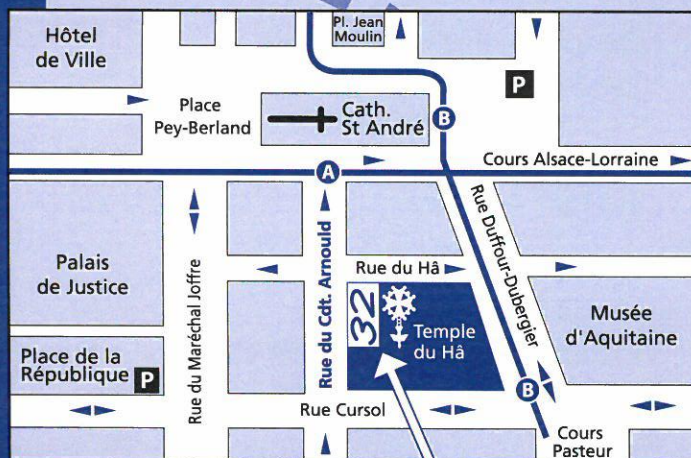 Hôtel
de Ville
Pl. Jean
Moulin
P
Place
Pey-Berland
Cath.
St André
B
Cours Alsace-Lorraine
A
Palais
de Justice
Rue du Maréchal Joffre
Rue du Cdt. Arnould
Rue du Hâ
Rue Duffour-Dubergier
32
Temple
du Hâ
Musée
d'Aquitaine
Place de la
République P
Rue Cursol
B
Cours
Pasteur